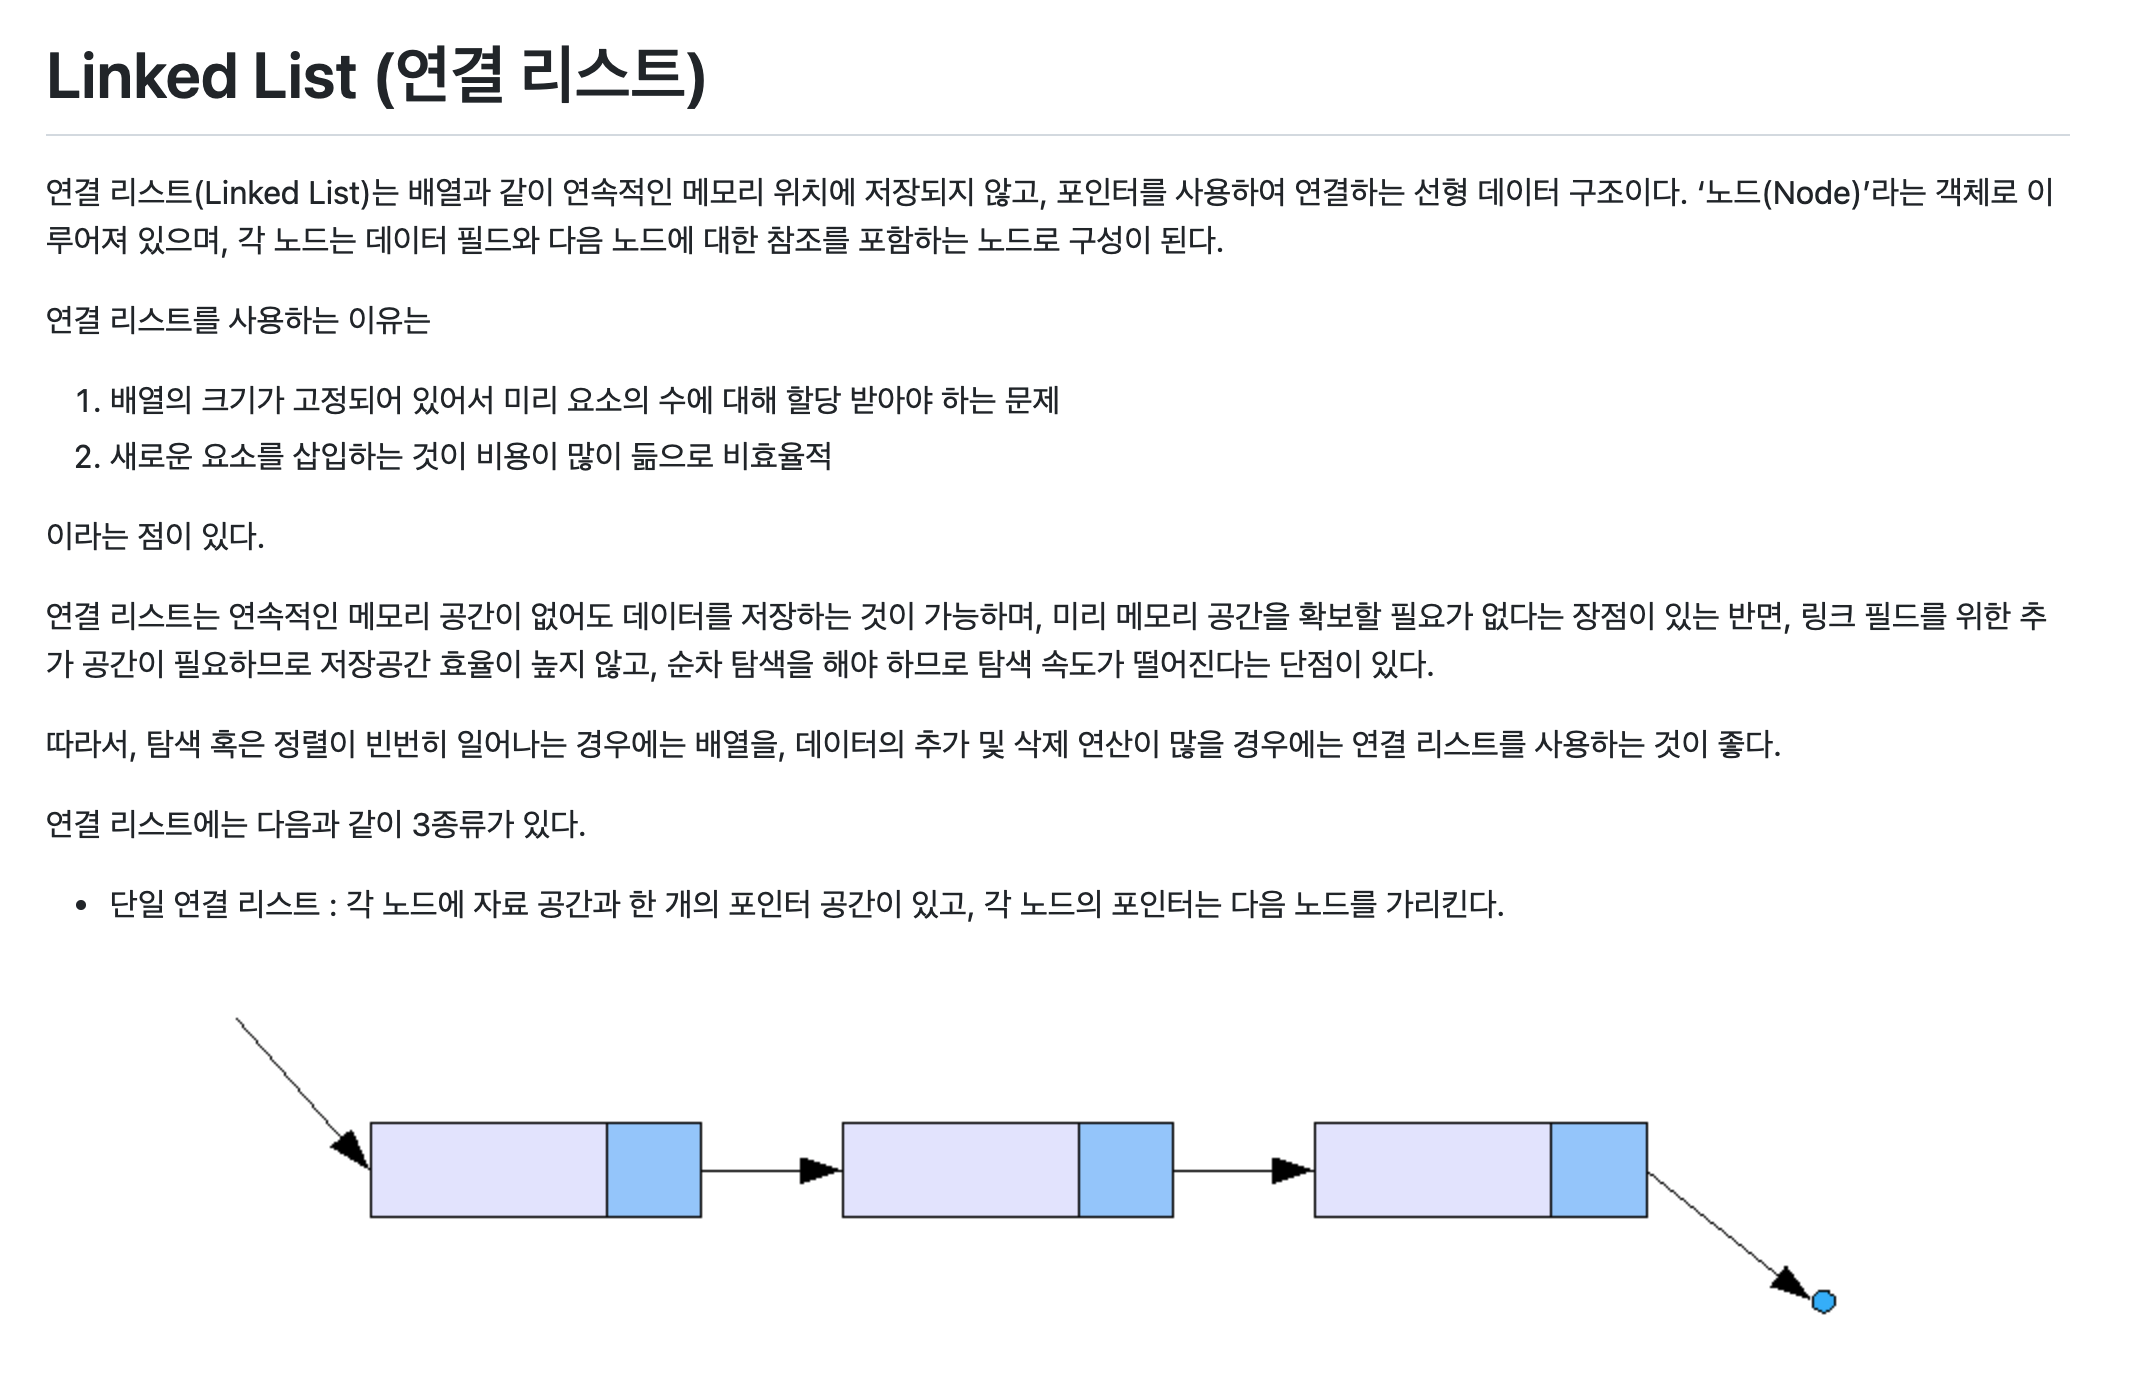 Linked List (연결 리스트)
연결 리스트(Linked List)는 배열과 같이 연속적인 메모리 위치에 저장되지 않고, 포인터를 사용하여 연결하는 선형 데이터 구조이다. ‘노드(Node)’라는 객체로 이
루어져 있으며, 각 노드는 데이터 필드와 다음 노드에 대한 참조를 포함하는 노드로 구성이 된다.
연결 리스트를 사용하는 이유는
1. 배열의 크기가 고정되어 있어서 미리 요소의 수에 대해 할당 받아야 하는 문제
2. 새로운 요소를 삽입하는 것이 비용이 많이 듦으로 비효율적
이라는 점이 있다.
연결 리스트는 연속적인 메모리 공간이 없어도 데이터를 저장하는 것이 가능하며, 미리 메모리 공간을 확보할 필요가 없다는 장점이 있는 반면, 링크 필드를 위한 추
가 공간이 필요하므로 저장공간 효율이 높지 않고, 순차 탐색을 해야 하므로 탐색 속도가 떨어진다는 단점이 있다.
따라서, 탐색 혹은 정렬이 빈번히 일어나는 경우에는 배열을, 데이터의 추가 및 삭제 연산이 많을 경우에는 연결 리스트를 사용하는 것이 좋다.
연결 리스트에는 다음과 같이 3종류가 있다.
• 단일 연결 리스트 : 각 노드에 자료 공간과 한 개의 포인터 공간이 있고, 각 노드의 포인터는 다음 노드를 가리킨다.